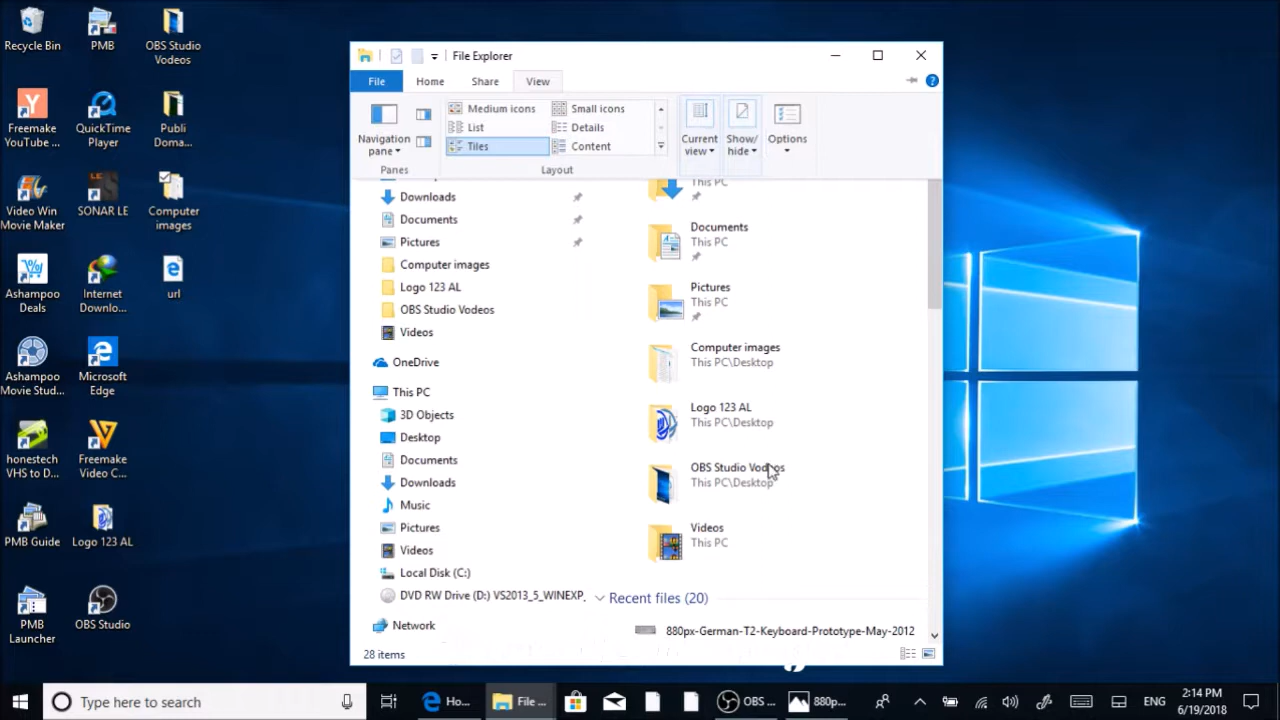 Recycle Bin
PMB
OBS Studio
Vodeos
Freemake
YouTube ...
QuickTime
Player
Publi
Doma...
Video Win
Movie Maker
SONAR LE
Computer
images
Ashampoo
Deals
Internet
Downlo...
url
Ashampoo
Movie Stud...
Microsoft
Edge
honestech
VHS to D...
Freemake
Video C...
PMB Guide
Logo 123 AL
PMB
Launcher
OBS Studio
File Explorer
File
Home
Share
View
Navigation
pane
Panes
Medium icons
Small icons
List
Details
Tiles
Content
Layout
Current
view
Show/
hide
Options
Downloads
Documents
Pictures
Computer images
Logo 123 AL
OBS Studio Vodeos
Videos
OneDrive
This PC
3D Objects
Desktop
Documents
Downloads
Music
Pictures
Videos
Local Disk (C:)
DVD RW Drive (D:) VS2013_5_WINEXP_
Network
This PC
Documents
This PC
Pictures
This PC
Computer images
This PC\Desktop
Logo 123 AL
This PC\Desktop
OBS Studio Vodeos
This PC\Desktop
Videos
This PC
Recent files (20)
880px-German-T2-Keyboard-Prototype-May-2012
28 items
Type here to search
Ho...
File ...
OBS ...
880p...
ENG
2:14 PM
6/19/2018